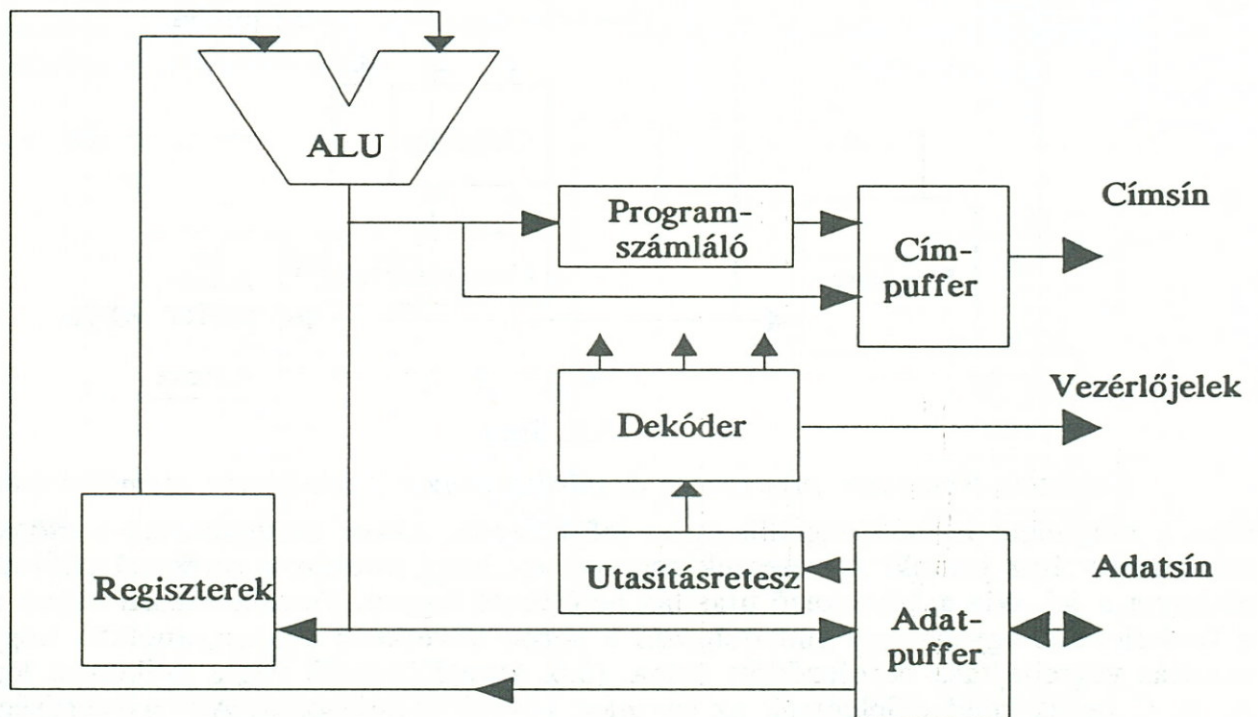 ALU
Program-
számláló
Cím-
puffer
Címsín
Dekóder
Vezérlőjelek
Regiszterek
Utasításretesz
Adat-
puffer
Adatsín